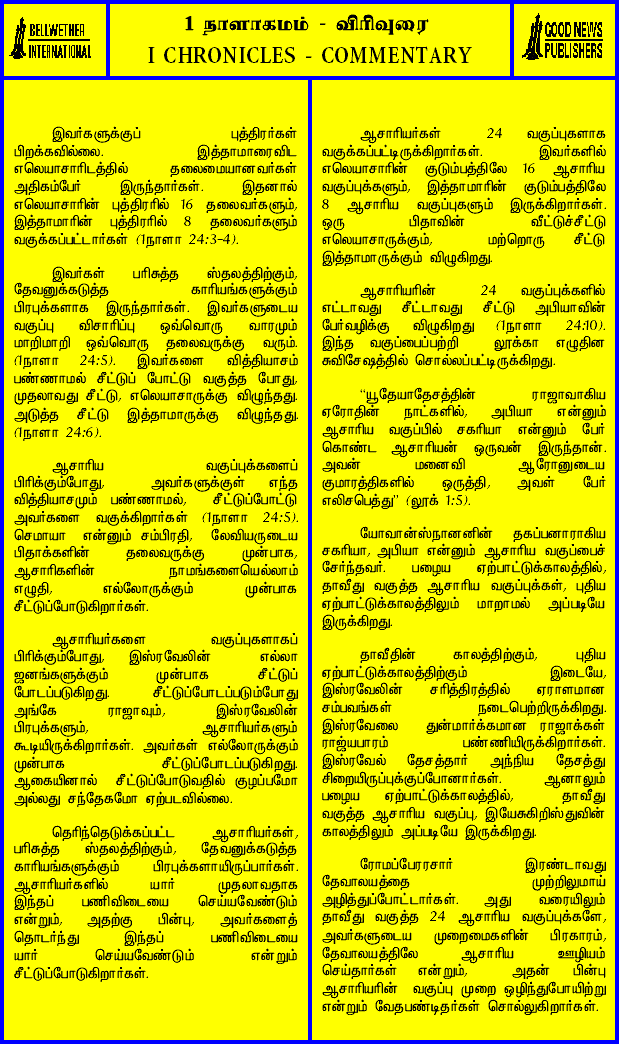 BELLWETHER
INTERNATIONAL
1 நாளாகமம் - விரிவுரை
I CHRONICLES - COMMENTARY
GOOD NEWS
PUBLISHERS
இவர்களுக்குப் புத்திரர்கள்
பிறக்கவில்லை. இத்தாமாரைவிட
எலெயாசாரிடத்தில் தலைமையானவர்கள்
அதிகம்பேர் இருந்தார்கள். இதனால்
எலெயாசாரின் புத்திரரில் 16 தலைவர்களும்,
இத்தாமாரின் புத்திரரில் 8 தலைவர்களும்
வகுக்கப்பட்டார்கள் (1நாளா 24:3-4).
இவர்கள் பரிசுத்த ஸ்தலத்திற்கும்,
தேவனுக்கடுத்த காரியங்களுக்கும்
பிரபுக்களாக இருந்தார்கள். இவர்களுடைய
வகுப்பு விசாரிப்பு ஒவ்வொரு வாரமும்
மாறிமாறி ஒவ்வொரு தலைவருக்கு வரும்.
(1நாளா 24:5). இவர்களை வித்தியாசம்
பண்ணாமல் சீட்டுப் போட்டு வகுத்த போது,
முதலாவது சீட்டு, எலெயாசாருக்கு விழுந்தது.
அடுத்த சீட்டு இத்தாமாருக்கு விழுந்தது.
(1நாளா 24:6).
ஆசாரிய வகுப்புக்களைப்
பிரிக்கும்போது, அவர்களுக்குள் எந்த
வித்தியாசமும் பண்ணாமல், சீட்டுப்போட்டு
அவர்களை வகுக்கிறார்கள் (1நாளா 24:5).
செமாயா என்னும் சம்பிரதி, லேவியருடைய
பிதாக்களின் தலைவருக்கு முன்பாக,
ஆசாரிகளின் நாமங்களையெல்லாம்
எழுதி, எல்லோருக்கும் முன்பாக
சீட்டுப்போடுகிறார்கள்.
ஆசாரியர்களை வகுப்புகளாகப்
பிரிக்கும்போது, இஸ்ரவேலின் எல்லா
ஜனங்களுக்கும் முன்பாக சீட்டுப்
போடப்படுகிறது. சீட்டுப்போடப்படும்போது
அங்கே ராஜாவும், இஸ்ரவேலின்
பிரபுக்களும், ஆசாரியர்களும்
கூடியிருக்கிறார்கள். அவர்கள் எல்லோருக்கும்
முன்பாக சீட்டுப்போடப்படுகிறது.
ஆகையினால் சீட்டுப்போடுவதில் குழப்பமோ
அல்லது சந்தேகமோ ஏற்படவில்லை.
தெரிந்தெடுக்கப்பட்ட ஆசாரியர்கள்,
பரிசுத்த ஸ்தலத்திற்கும், தேவனுக்கடுத்த
காரியங்களுக்கும் பிரபுக்களாயிருப்பார்கள்.
ஆசாரியர்களில் யார் முதலாவதாக
இந்தப் பணிவிடையை செய்யவேண்டும்
என்றும், அதற்கு பின்பு, அவர்களைத்
தொடர்ந்து இந்தப் பணிவிடையை
யார் செய்யவேண்டும் என்றும்
சீட்டுப்போடுகிறார்கள்.
ஆசாரியர்கள் 24 வகுப்புகளாக
வகுக்கப்பட்டிருக்கிறார்கள். இவர்களில்
எலெயாசாரின் குடும்பத்திலே 16 ஆசாரிய
வகுப்புக்களும், இத்தாமாரின் குடும்பத்திலே
8 ஆசாரிய வகுப்புகளும் இருக்கிறார்கள்.
ஒரு பிதாவின் வீட்டுச்சீட்டு
எலெயாசாருக்கும், மற்றொரு சீட்டு
இத்தாமாருக்கும் விழுகிறது.
ஆசாரியரின் 24 வகுப்புக்களில்
எட்டாவது சீட்டாவது சீட்டு அபியாவின்
பேர்வழிக்கு விழுகிறது (1நாளா 24:10).
இந்த வகுப்பைப்பற்றி லூக்கா எழுதின
சுவிசேஷத்தில் சொல்லப்பட்டிருக்கிறது.
“யூதேயாதேசத்தின் ராஜாவாகிய
ஏரோதின் நாட்களில், அபியா என்னும்
ஆசாரிய வகுப்பில் சகரியா என்னும் பேர்
கொண்ட ஆசாரியன் ஒருவன் இருந்தான்.
அவன் மனைவி ஆரோனுடைய
குமாரத்திகளில் ஒருத்தி, அவள் பேர்
எலிசபெத்து” (லூக் 1:5).
யோவான்ஸ்நானனின் தகப்பனாராகிய
சகரியா, அபியா என்னும் ஆசாரிய வகுப்பைச்
சேர்ந்தவர். பழைய ஏற்பாட்டுக்காலத்தில்,
தாவீது வகுத்த ஆசாரிய வகுப்புக்கள், புதிய
ஏற்பாட்டுக்காலத்திலும் மாறாமல் அப்படியே
இருக்கிறது.
தாவீதின் காலத்திற்கும், புதிய
ஏற்பாட்டுக்காலத்திற்கும் இடையே,
இஸ்ரவேலின் சரித்திரத்தில் ஏராளமான
சம்பவங்கள் நடைபெற்றிருக்கிறது.
இஸ்ரவேலை துன்மார்க்கமான ராஜாக்கள்
ராஜ்யபாரம் பண்ணியிருக்கிறார்கள்.
இஸ்ரவேல் தேசத்தார் அந்நிய தேசத்து
சிறையிருப்புக்குப்போனார்கள். ஆனாலும்
பழைய ஏற்பாட்டுக்காலத்தில், தாவீது
வகுத்த ஆசாரிய வகுப்பு, இயேசுகிறிஸ்துவின்
காலத்திலும் அப்படியே இருக்கிறது.
ரோமப்பேரரசார் இரண்டாவது
தேவாலயத்தை முற்றிலுமாய்
அழித்துப்போட்டார்கள். அது வரையிலும்
தாவீது வகுத்த 24 ஆசாரிய வகுப்புக்களே,
அவர்களுடைய முறைமைகளின் பிரகாரம்,
தேவாலயத்திலே ஆசாரிய ஊழியம்
செய்தார்கள் என்றும், அதன் பின்பு
ஆசாரியரின் வகுப்பு முறை ஒழிந்துபோயிற்று
என்றும் வேதபண்டிதர்கள் சொல்லுகிறார்கள்.